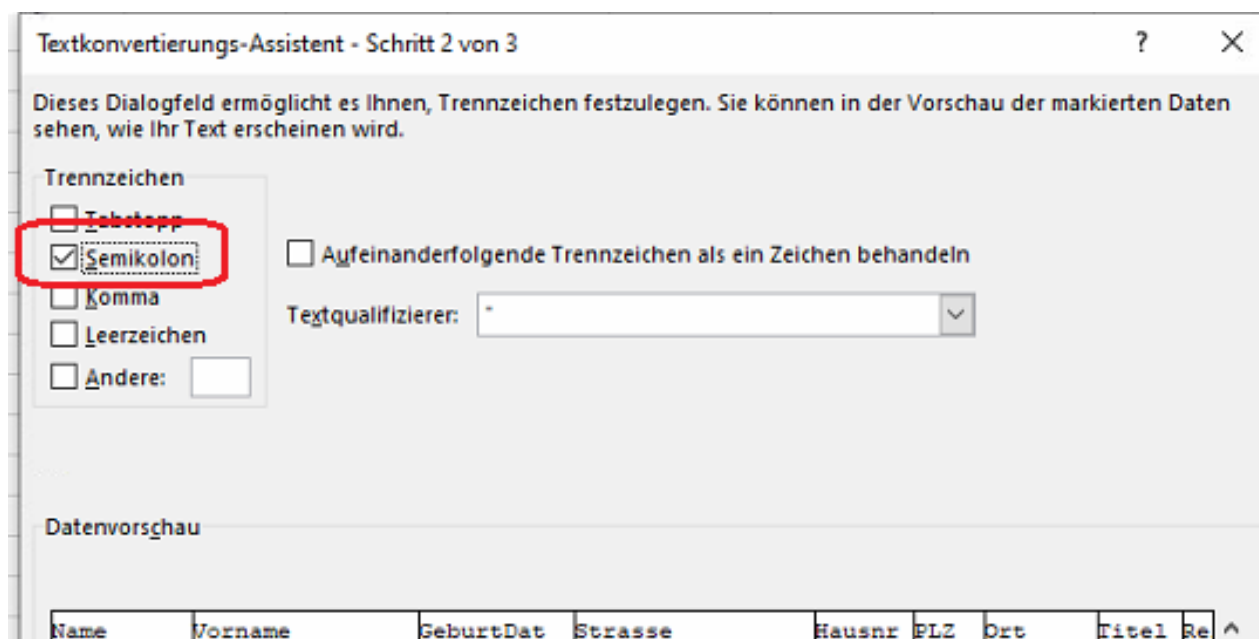 Textkonvertierungs-Assistent - Schritt 2 von 3
Dieses Dialogfeld ermöglicht es Ihnen, Trennzeichen festzulegen. Sie können in der Vorschau der markierten Daten
sehen, wie Ihr Text erscheinen wird.
Trennzeichen
Tabstopp
Semikolon
Aufeinanderfolgende Trennzeichen als ein Zeichen behandeln
Komma
Textqualifizierer: "
Leerzeichen
Andere:
Datenvorschau
Name Vorname GeburtDat Strasse Hausnr PLZ Ort Titel Re